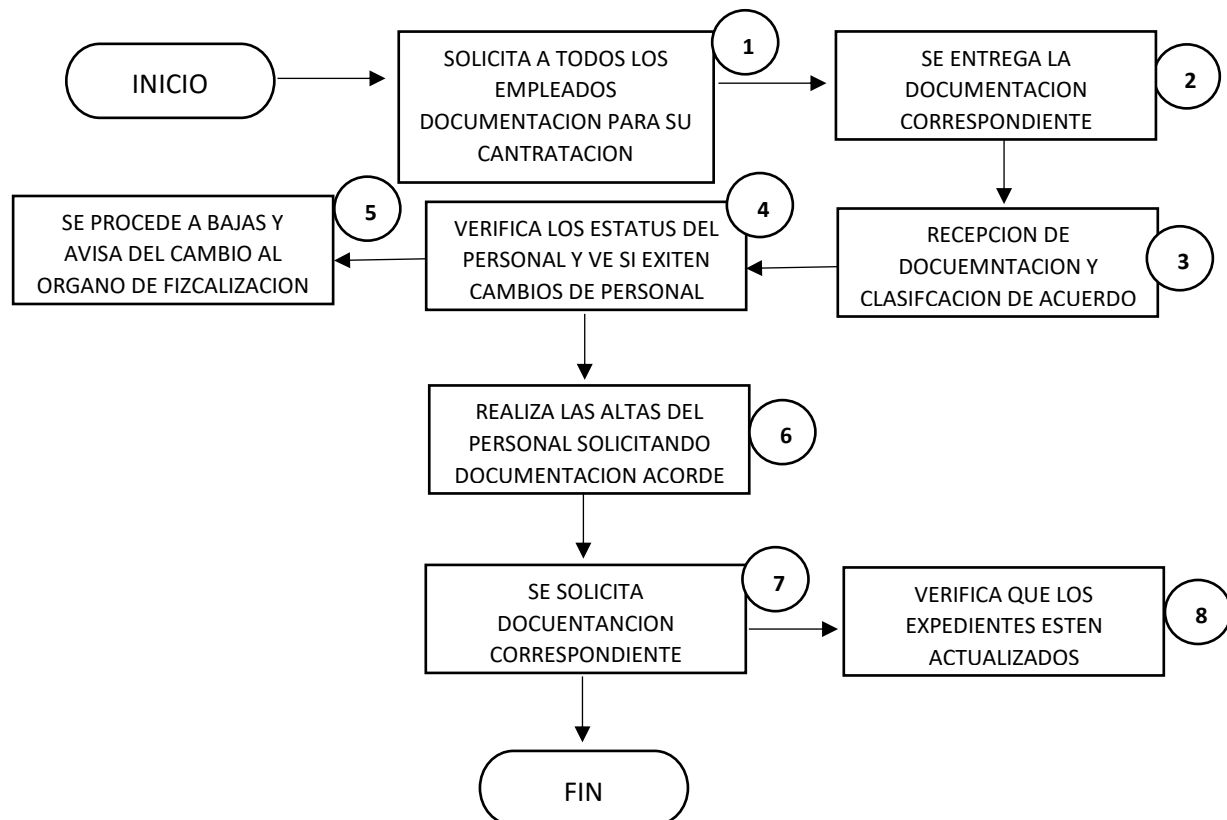 INICIO
1
SOLICITA A TODOS LOS
EMPLEADOS
DOCUMENTACION PARA SU
CANTRATACION
2
SE ENTREGA LA
DOCUMENTACION
CORRESPONDIENTE
3
RECEPCION DE
DOCUEMNTACION Y
CLASIFCACION DE ACUERDO
4
VERIFICA LOS ESTATUS DEL
PERSONAL Y VE SI EXITEN
CAMBIOS DE PERSONAL
5
SE PROCEDE A BAJAS Y
AVISA DEL CAMBIO AL
ORGANO DE FIZCALIZACION
6
REALIZA LAS ALTAS DEL
PERSONAL SOLICITANDO
DOCUMENTACION ACORDE
7
SE SOLICITA
DOCUENTANCION
CORRESPONDIENTE
8
VERIFICA QUE LOS
EXPEDIENTES ESTEN
ACTUALIZADOS
FIN